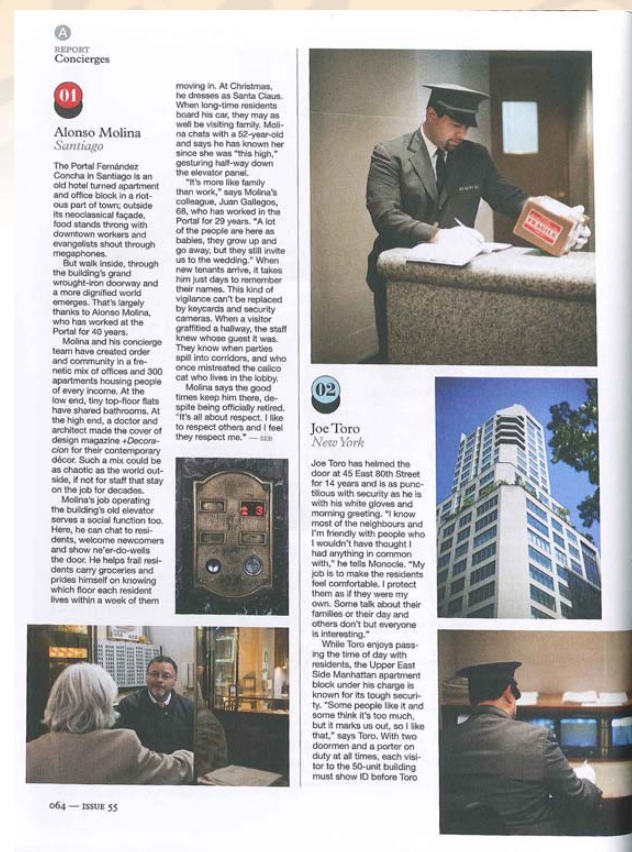 A
REPORT
Concierges
01
Alonso Molina
Santiago
The Portal Fernández
Concha in Santiago is an
old hotel turned apartment
and office block in a riot-
ous part of town; outside
its neoclassical façade,
food stands throng with
downtown workers and
evangelists shout through
megaphones.
But walk inside, through
the building's grand
wrought-iron doorway and
a more dignified world
emerges. That's largely
thanks to Alonso Molina,
who has worked at the
Portal for 40 years.
Molina and his concierge
team have created order
and community in a fre-
netic mix of offices and 300
apartments housing people
of every income. At the
low end, tiny top-floor flats
have shared bathrooms. At
the high end, a doctor and
architect made the cover of
design magazine +Decora-
cion for their contemporary
décor. Such a mix could be
as chaotic as the world out-
side, if not for staff that stay
on the job for decades.
Molina's job operating
the building's old elevator
serves a social function too.
Here, he can chat to resi-
dents, welcome newcomers
and show ne'er-do-wells
the door. He helps frail resi-
dents carry groceries and
prides himself on knowing
which floor each resident
lives within a week of them
moving in. At Christmas,
he dresses as Santa Claus.
When long-time residents
board his car, they may as
well be visiting family. Moli-
na chats with a 52-year-old
and says he has known her
since she was "this high,"
gesturing half-way down
the elevator panel.
"It's more like family
than work," says Molina's
colleague, Juan Gallegos,
68, who has worked in the
Portal for 29 years. "A lot
of the people are here as
babies, they grow up and
go away, but they still invite
us to the wedding." When
new tenants arrive, it takes
him just days to remember
their names. This kind of
vigilance can't be replaced
by keycards and security
cameras. When a visitor
graffitied a hallway, the staff
knew whose guest it was.
They know when parties
spill into corridors, and who
once mistreated the calico
cat who lives in the lobby.
Molina says the good
times keep him there, de-
spite being officially retired.
"It's all about respect. I like
to respect others and I feel
they respect me." — SEB
2 3
FRAGILE
02
Joe Toro
New York
Joe Toro has helmed the
door at 45 East 80th Street
for 14 years and is as punc-
tilious with security as he is
with his white gloves and
morning greeting. "I know
most of the neighbours and
I'm friendly with people who
I wouldn't have thought I
had anything in common
with," he tells Monocle. "My
job is to make the residents
feel comfortable. I protect
them as if they were my
own. Some talk about their
families or their day and
others don't but everyone
is interesting."
While Toro enjoys pass-
ing the time of day with
residents, the Upper East
Side Manhattan apartment
block under his charge is
known for its tough securi-
ty. "Some people like it and
some think it's too much,
but it marks us out, so I like
that," says Toro. With two
doormen and a porter on
duty at all times, each visi-
tor to the 50-unit building
must show ID before Toro
064 — ISSUE 55